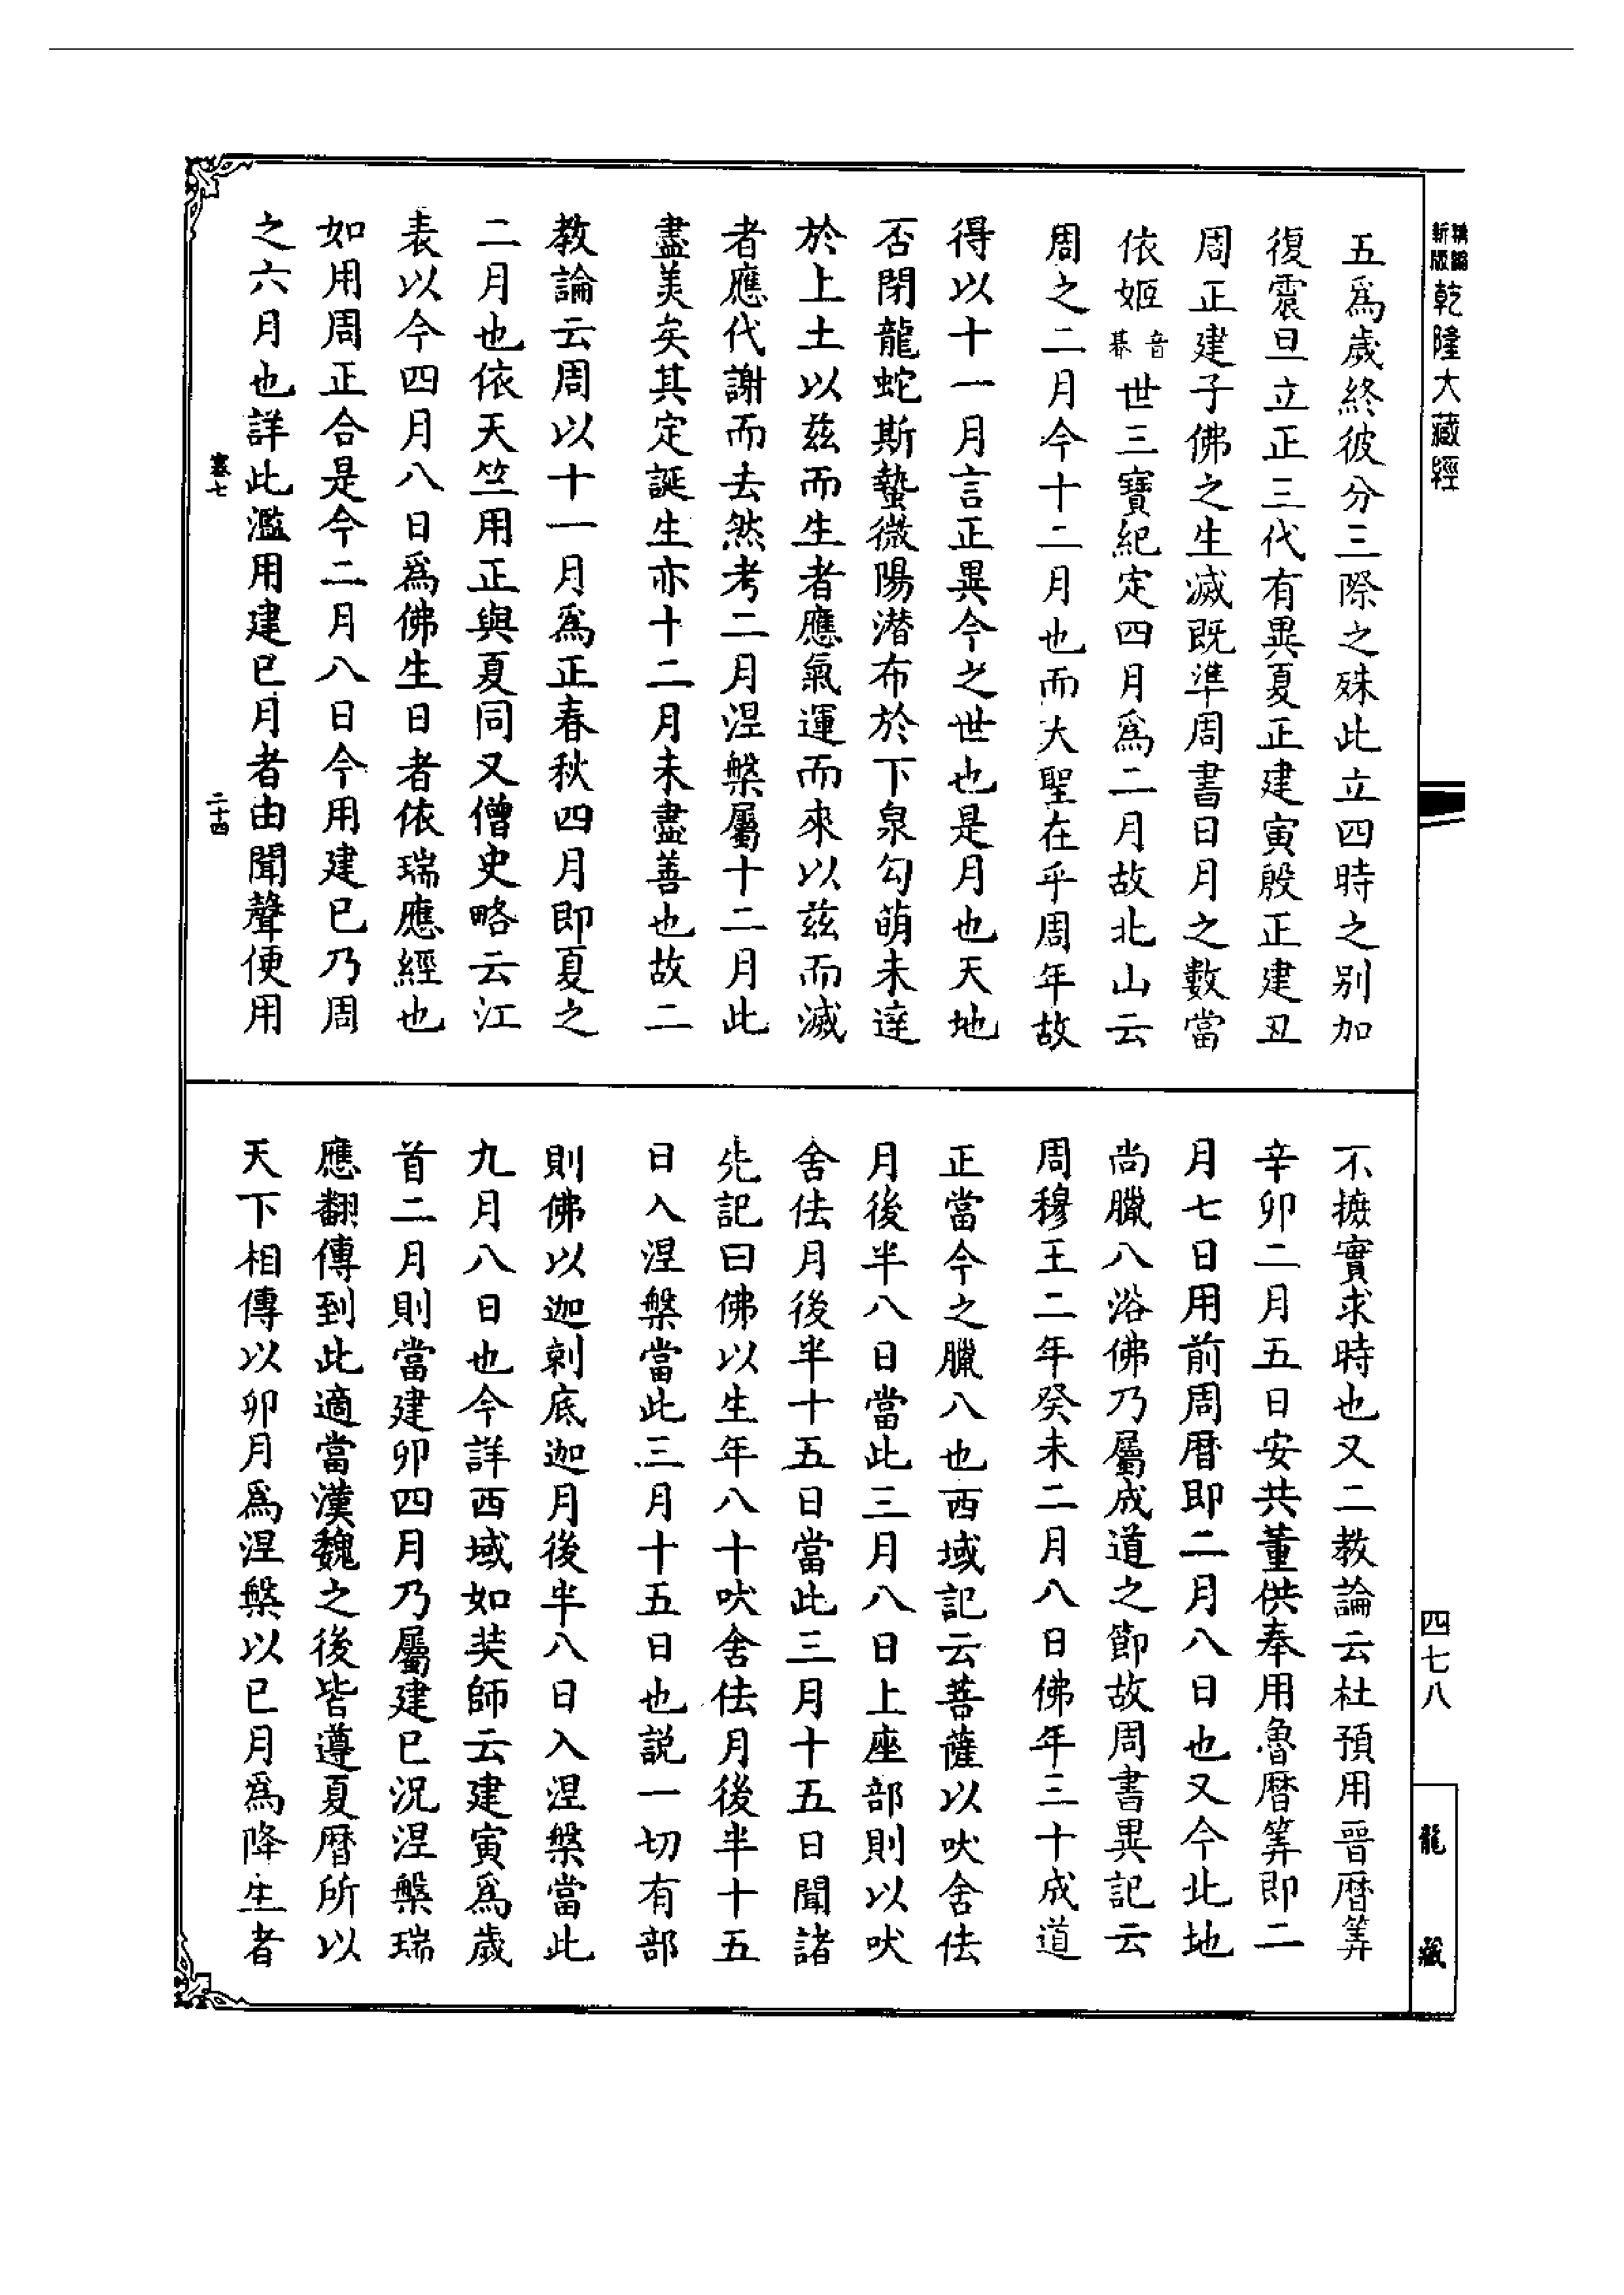 新版精編乾隆大藏經
五爲歲終彼分三際之殊此立四時之别加
復震旦立正三代有異夏正建寅殷正建丑
周正建子佛之生滅既準周書日月之數當
依姬音朞世三寶紀定四月爲二月故北山云
周之二月今十二月也而大聖在乎周年故
得以十一月言正異今之世也是月也天地
否閉龍蛇斯蟄微陽潜布於下泉勾萌未達
於上土以兹而生者應氣運而來以兹而滅
者應代謝而去然考二月涅槃屬十二月此
盡美矣其定誕生亦十二月未盡善也故二
教論云周以十一月爲正春秋四月即夏之
二月也依天竺用正與夏同又僧史略云江
表以今四月八日爲佛生日者依瑞應經也
如用周正合是今二月八日今用建巳乃周
之六月也詳此濫用建巳月者由聞聲便用
卷七
二十四
不摭實求時也又二教論云杜預用晉暦筭
辛卯二月五日安共董供奉用魯暦筭即二
月七日用前周暦即二月八日也又今此地
尚臘八浴佛乃屬成道之節故周書異記云
周穆王二年癸未二月八日佛年三十成道
正當今之臘八也西域記云菩薩以吠舍佉
月後半八日當此三月八日上座部則以吠
舍佉月後半十五日當此三月十五日聞諸
先記曰佛以生年八十吠舍佉月後半十五
日入涅槃當此三月十五日也説一切有部
則佛以迦剌底迦月後半八日入涅槃當此
九月八日也今詳西域如奘師云建寅爲歲
首二月則當建卯四月乃屬建巳況涅槃瑞
應翻傳到此適當漢魏之後皆遵夏暦所以
天下相傳以卯月爲涅槃以巳月爲降生者
四七八
龍藏